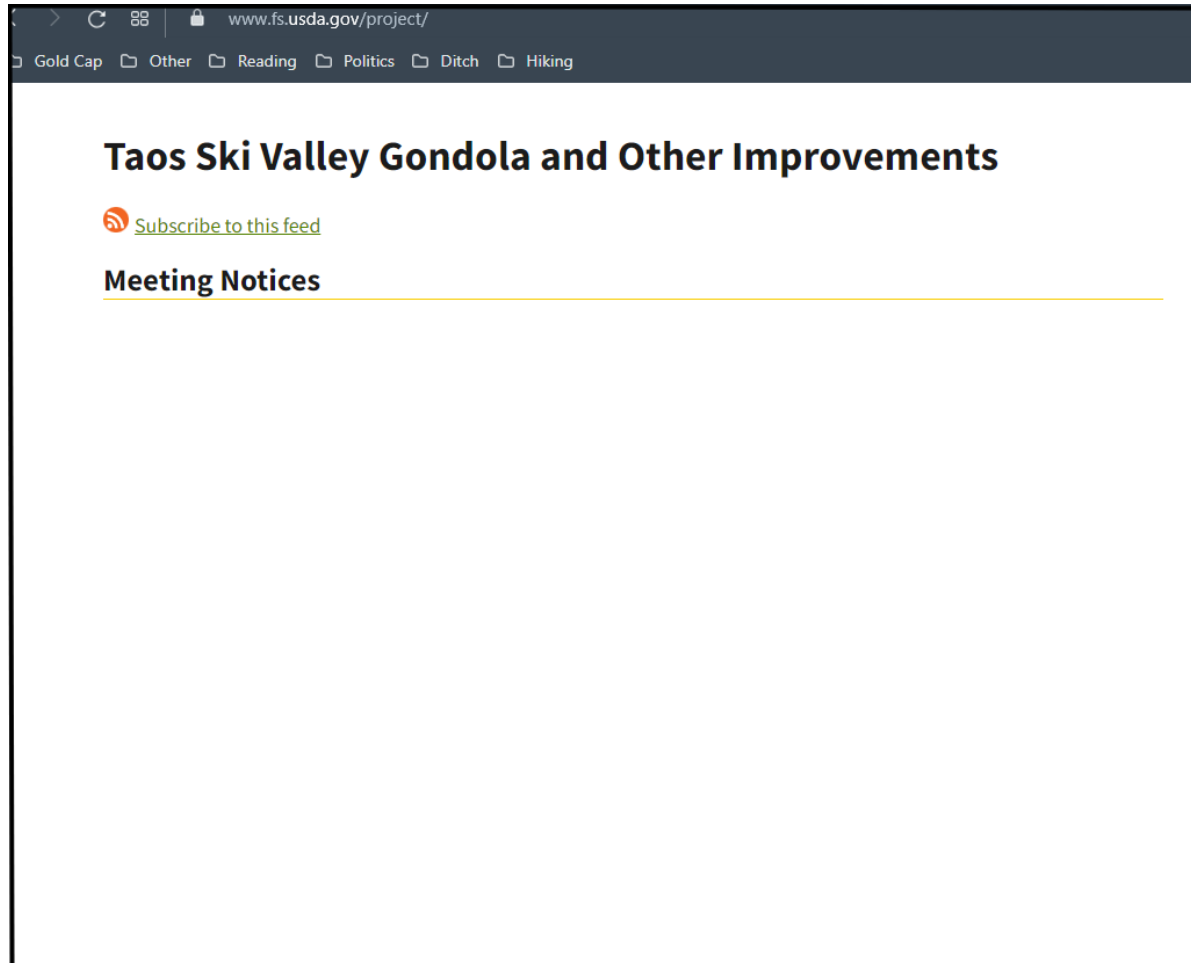 www.fs.usda.gov/project/
Gold Cap Other Reading Politics Ditch Hiking
Taos Ski Valley Gondola and Other Improvements
Subscribe to this feed
Meeting Notices